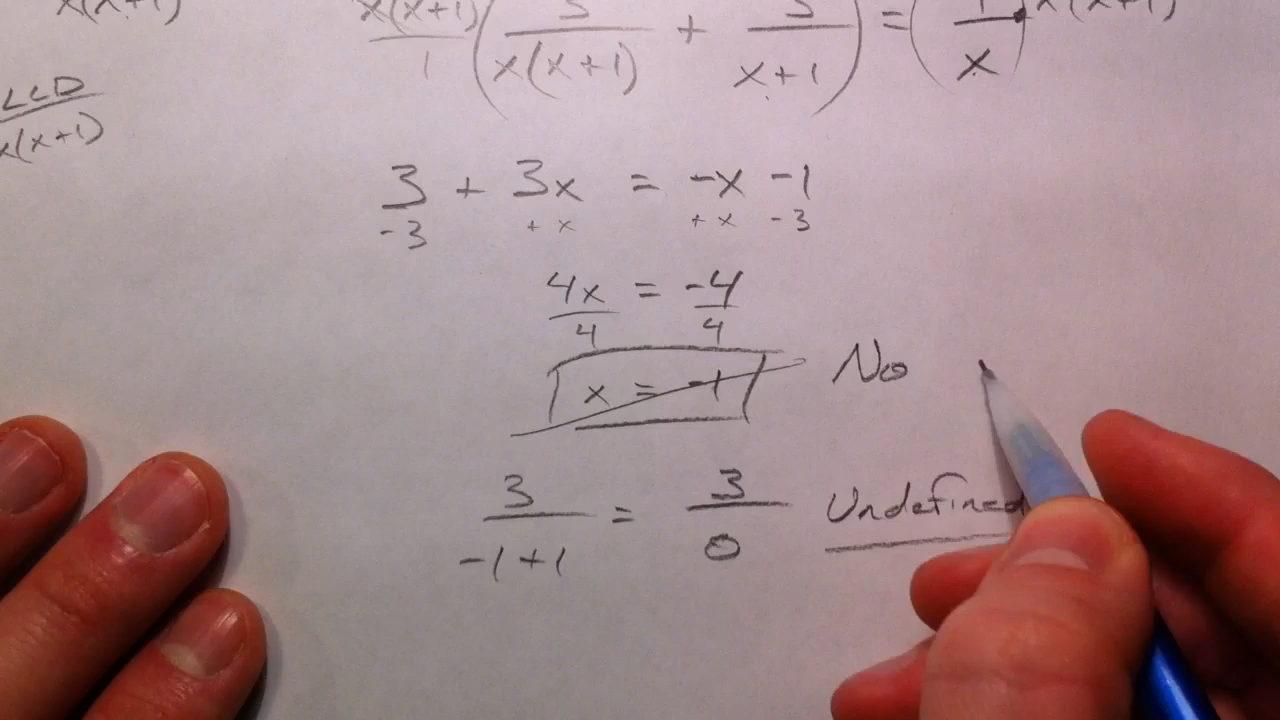 x(x+1)
x(x+1)/1 (3/x(x+1) + 3/x+1) = (1/x) x(x+1)
LCD
x(x+1)
3 + 3x = -x -1
-3 +x +x -3
4x/4 = -4/4
x = -1 No
3/-1+1 = 3/0 Undefined